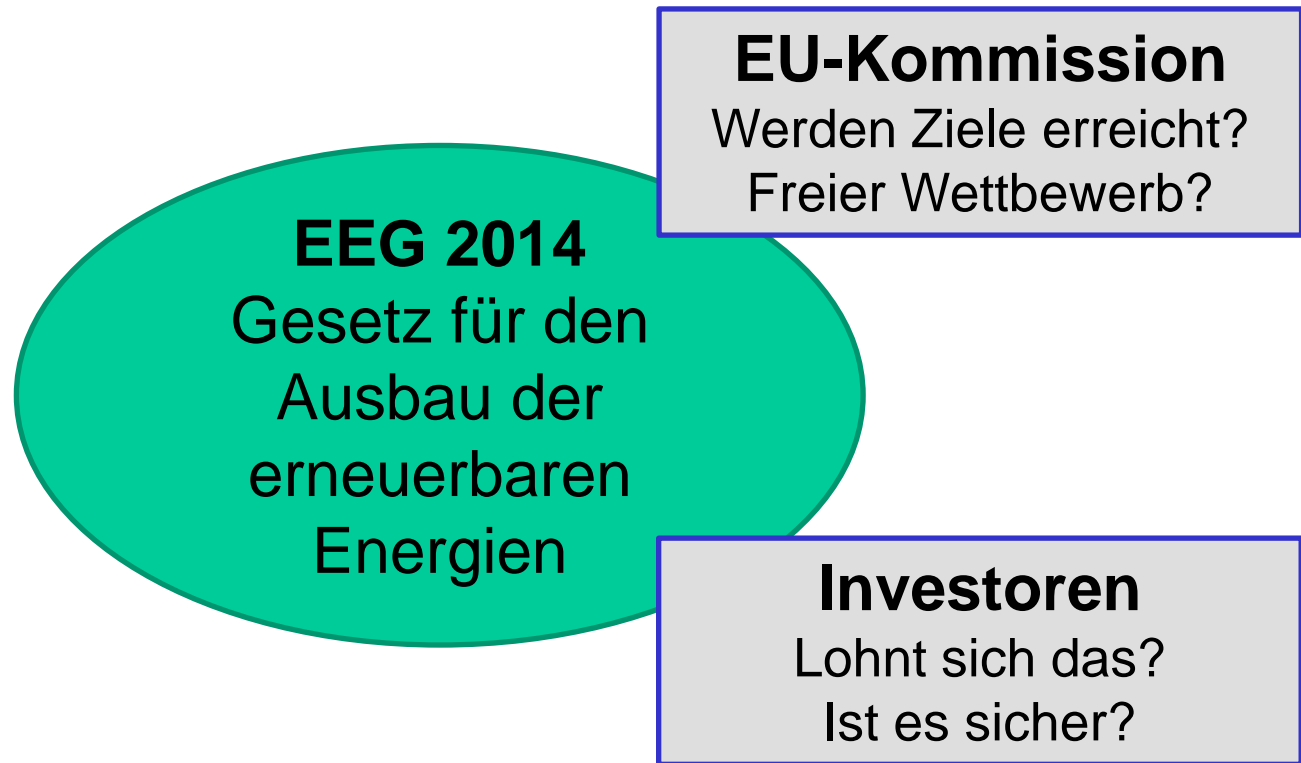 EU-Kommission
Werden Ziele erreicht?
Freier Wettbewerb?
EEG 2014
Gesetz für den
Ausbau der
erneuerbaren
Energien
Investoren
Lohnt sich das?
Ist es sicher?